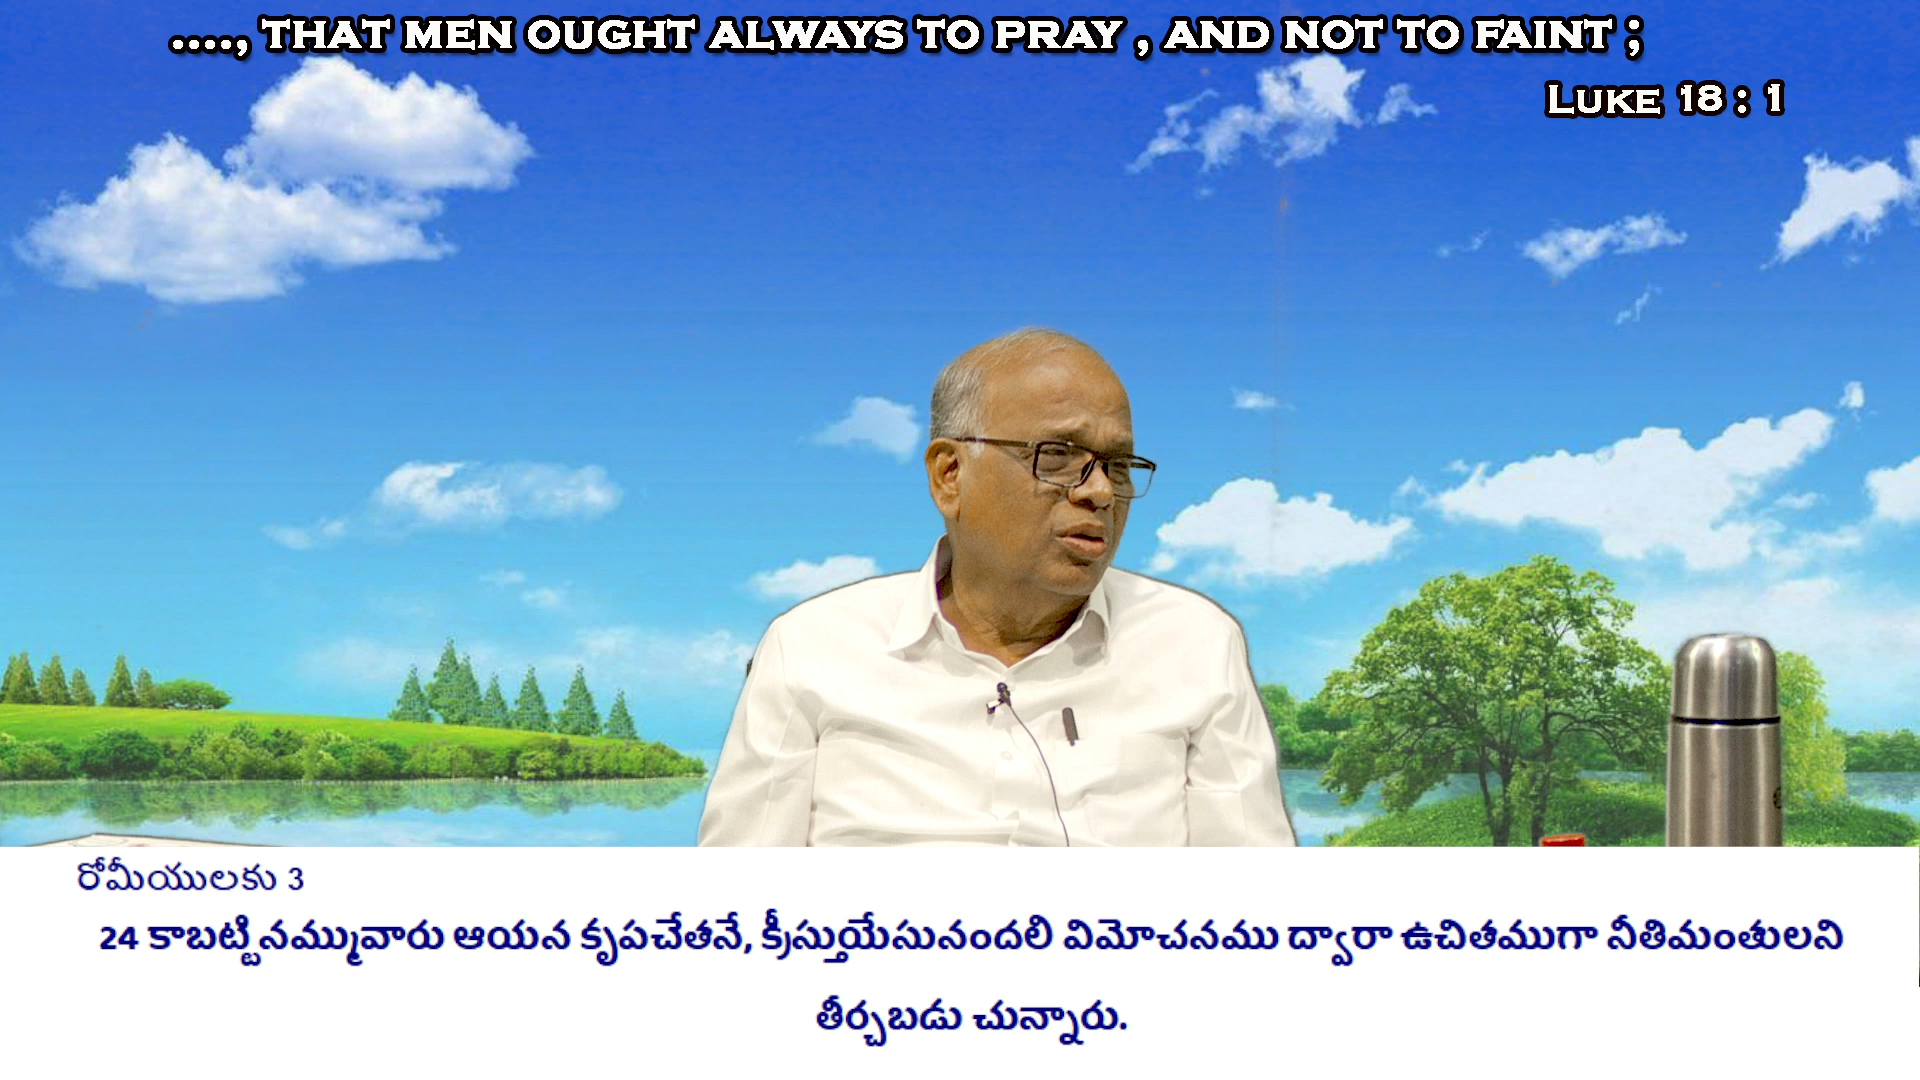 ...., THAT MEN OUGHT ALWAYS TO PRAY , AND NOT TO FAINT ;
LUKE 18 : 1
రోమీయులకు 3
24 కాబట్టినమ్మువారు ఆయన కృపచేతనే, క్రీస్తుయేసునందలి విమోచనము ద్వారా ఉచితముగా నీతిమంతులని
తీర్చబడు చున్నారు.